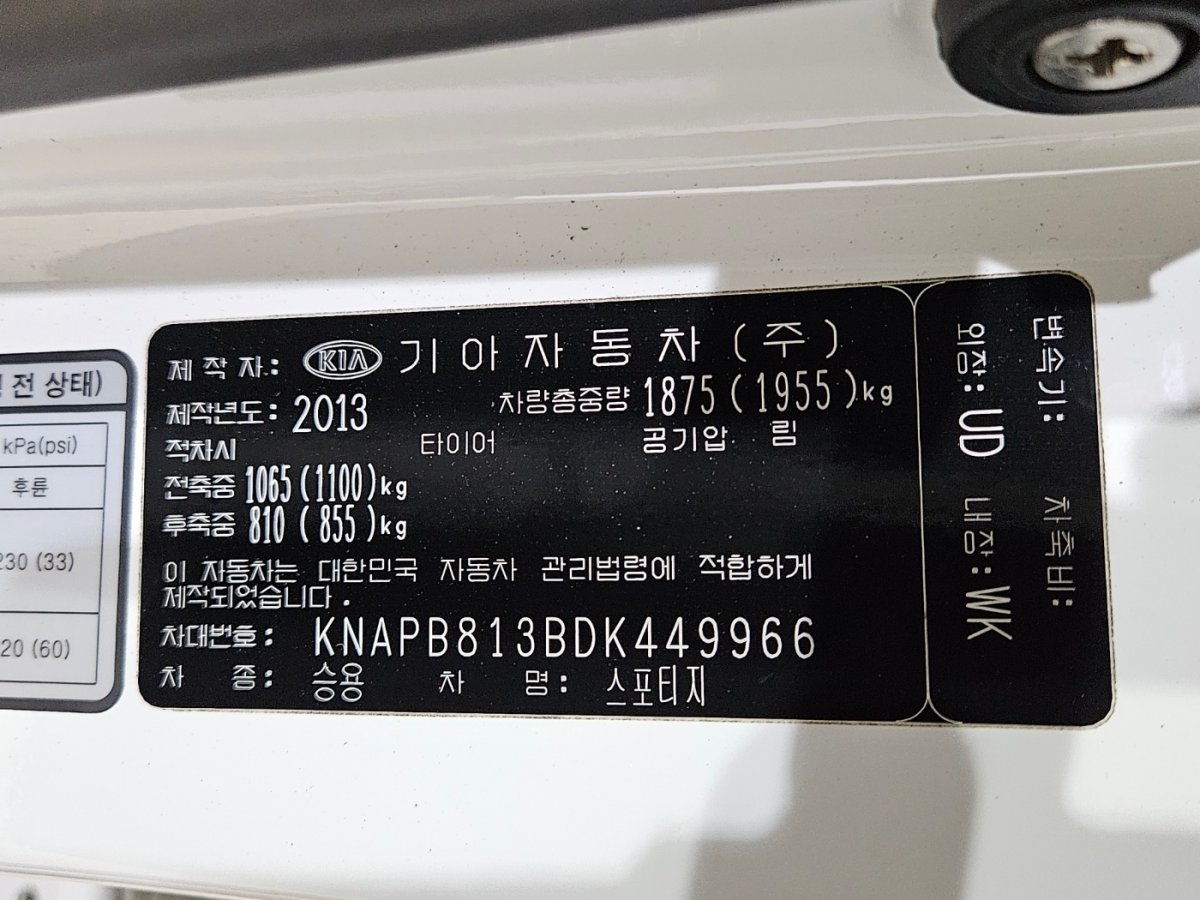 전 상태)
kPa(psi)
후륜
230 (33)
20 (60)
제작자: KIA 기아자동차(주)
제작년도: 2013 차량총중량 1875(1955)kg
적차시 타이어 공기압 림
전축중 1065(1100)kg
후축중 810 (855)kg
이 자동차는 대한민국 자동차 관리법령에 적합하게
제작되었습니다.
차대번호: KNAPB813BDK449966
차 종: 승용 차 명: 스포티지
변속기: 차축비:
외장: UD 내장: WK